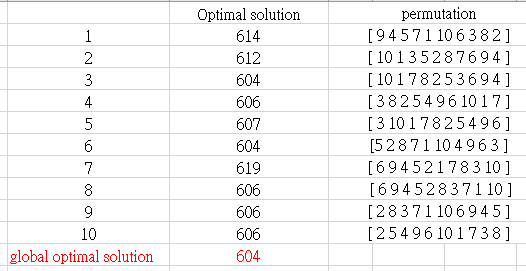 Optimal solution permutation
1 614 [ 9 4 5 7 1 10 6 3 8 2 ]
2 612 [ 10 1 3 5 2 8 7 6 9 4 ]
3 604 [ 10 1 7 8 2 5 3 6 9 4 ]
4 606 [ 3 8 2 5 4 9 6 10 1 7 ]
5 607 [ 3 10 1 7 8 2 5 4 9 6 ]
6 604 [5 2 8 7 1 10 4 9 6 3 ]
7 619 [ 6 9 4 5 2 1 7 8 3 10 ]
8 606 [ 6 9 4 5 2 8 3 7 1 10 ]
9 606 [ 2 8 3 7 1 10 6 9 4 5 ]
10 606 [ 2 5 4 9 6 10 1 7 3 8 ]
global optimal solution 604